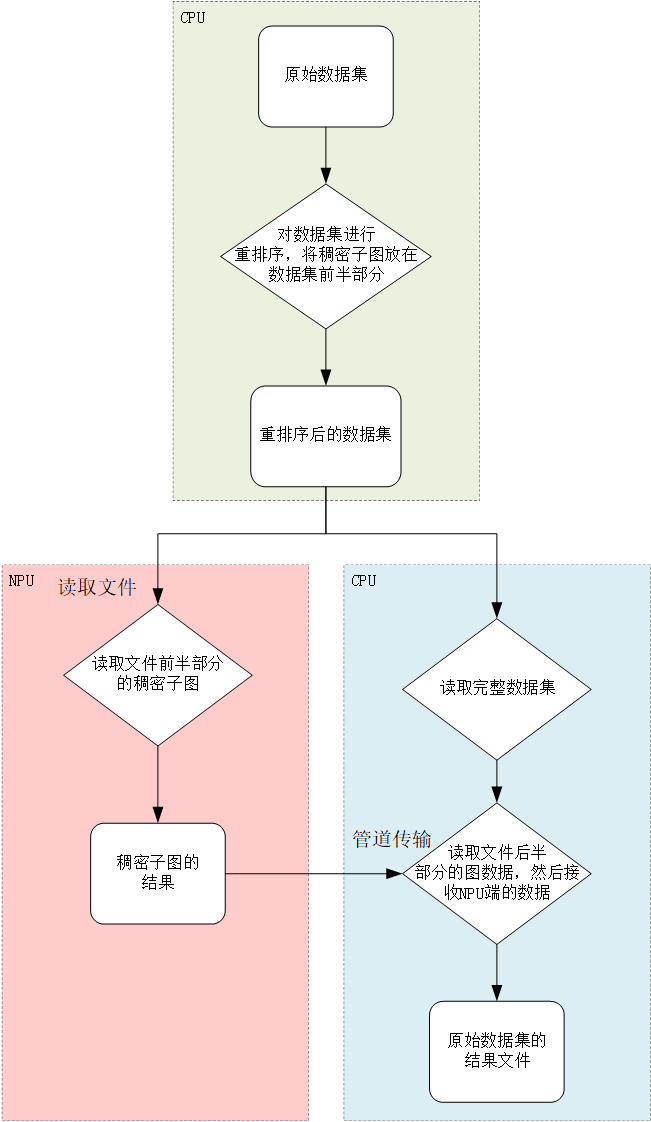 CPU
原始数据集
对数据集进行
重排序，将稠密子图放在
数据集前半部分
重排序后的数据集
NPU
读取文件
读取文件前半部分
的稠密子图
稠密子图的
结果
CPU
读取完整数据集
管道传输
读取文件后半
部分的图数据，然后接
收NPU端的数据
原始数据集的
结果文件